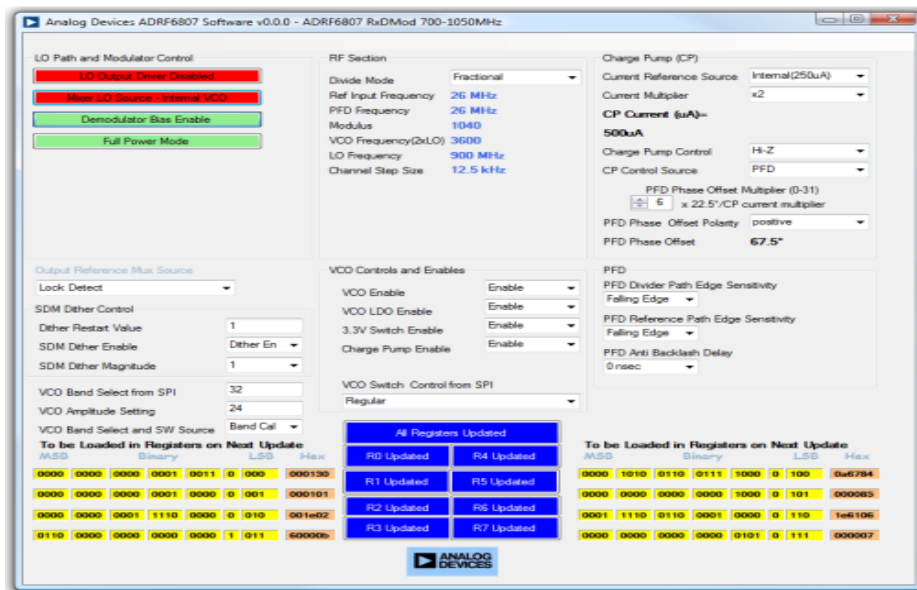 Analog Devices ADRF6807 Software v0.0.0 - ADRF6807 RxDMod 700-1050MHz
LO Path and Modulator Control
LO Output Driver Disabled
Mixer LO Source - Internal VCO
Demodulator Bias Enable
Full Power Mode
RF Section
Divide Mode Fractional
Ref Input Frequency 26 MHz
PFD Frequency 26 MHz
Modulus 1040
VCO Frequency(2xLO) 3600
LO Frequency 900 MHz
Channel Step Size 12.5 kHz
Charge Pump (CP)
Current Reference Source Internal(250uA)
Current Multiplier x2
CP Current (uA)=
500uA
Charge Pump Control Hi-Z
CP Control Source PFD
PFD Phase Offset Multiplier (0-31)
6 x 22.5°/CP current multiplier
PFD Phase Offset Polarity positive
PFD Phase Offset 67.5°
Output Reference Mux Source
Lock Detect
SDM Dither Control
Dither Restart Value 1
SDM Dither Enable Dither En
SDM Dither Magnitude 1
VCO Band Select from SPI 32
VCO Amplitude Setting 24
VCO Band Select and SW Source Band Cal
VCO Controls and Enables
VCO Enable Enable
VCO LDO Enable Enable
3.3V Switch Enable Enable
Charge Pump Enable Enable
VCO Switch Control from SPI
Regular
PFD
PFD Divider Path Edge Sensitivity
Falling Edge
PFD Reference Path Edge Sensitivity
Falling Edge
PFD Anti Backlash Delay
0 nsec
To be Loaded in Registers on Next Update
MSB Binary LSB Hex
0000 0000 0000 0001 0011 0 000 000130
0000 0000 0000 0001 0000 0 001 000101
0000 0000 0001 1110 0000 0 010 001e02
0110 0000 0000 0000 0000 1 011 60000b
All Registers Updated
R0 Updated R4 Updated
R1 Updated R5 Updated
R2 Updated R6 Updated
R3 Updated R7 Updated
To be Loaded in Registers on Next Update
MSB Binary LSB Hex
0000 1010 0110 0111 1000 0 100 0a6784
0000 0000 0000 0000 1000 0 101 000085
0001 1110 0110 0001 0000 0 110 1e6106
0000 0000 0000 0000 0101 0 111 000007
ANALOG
DEVICES